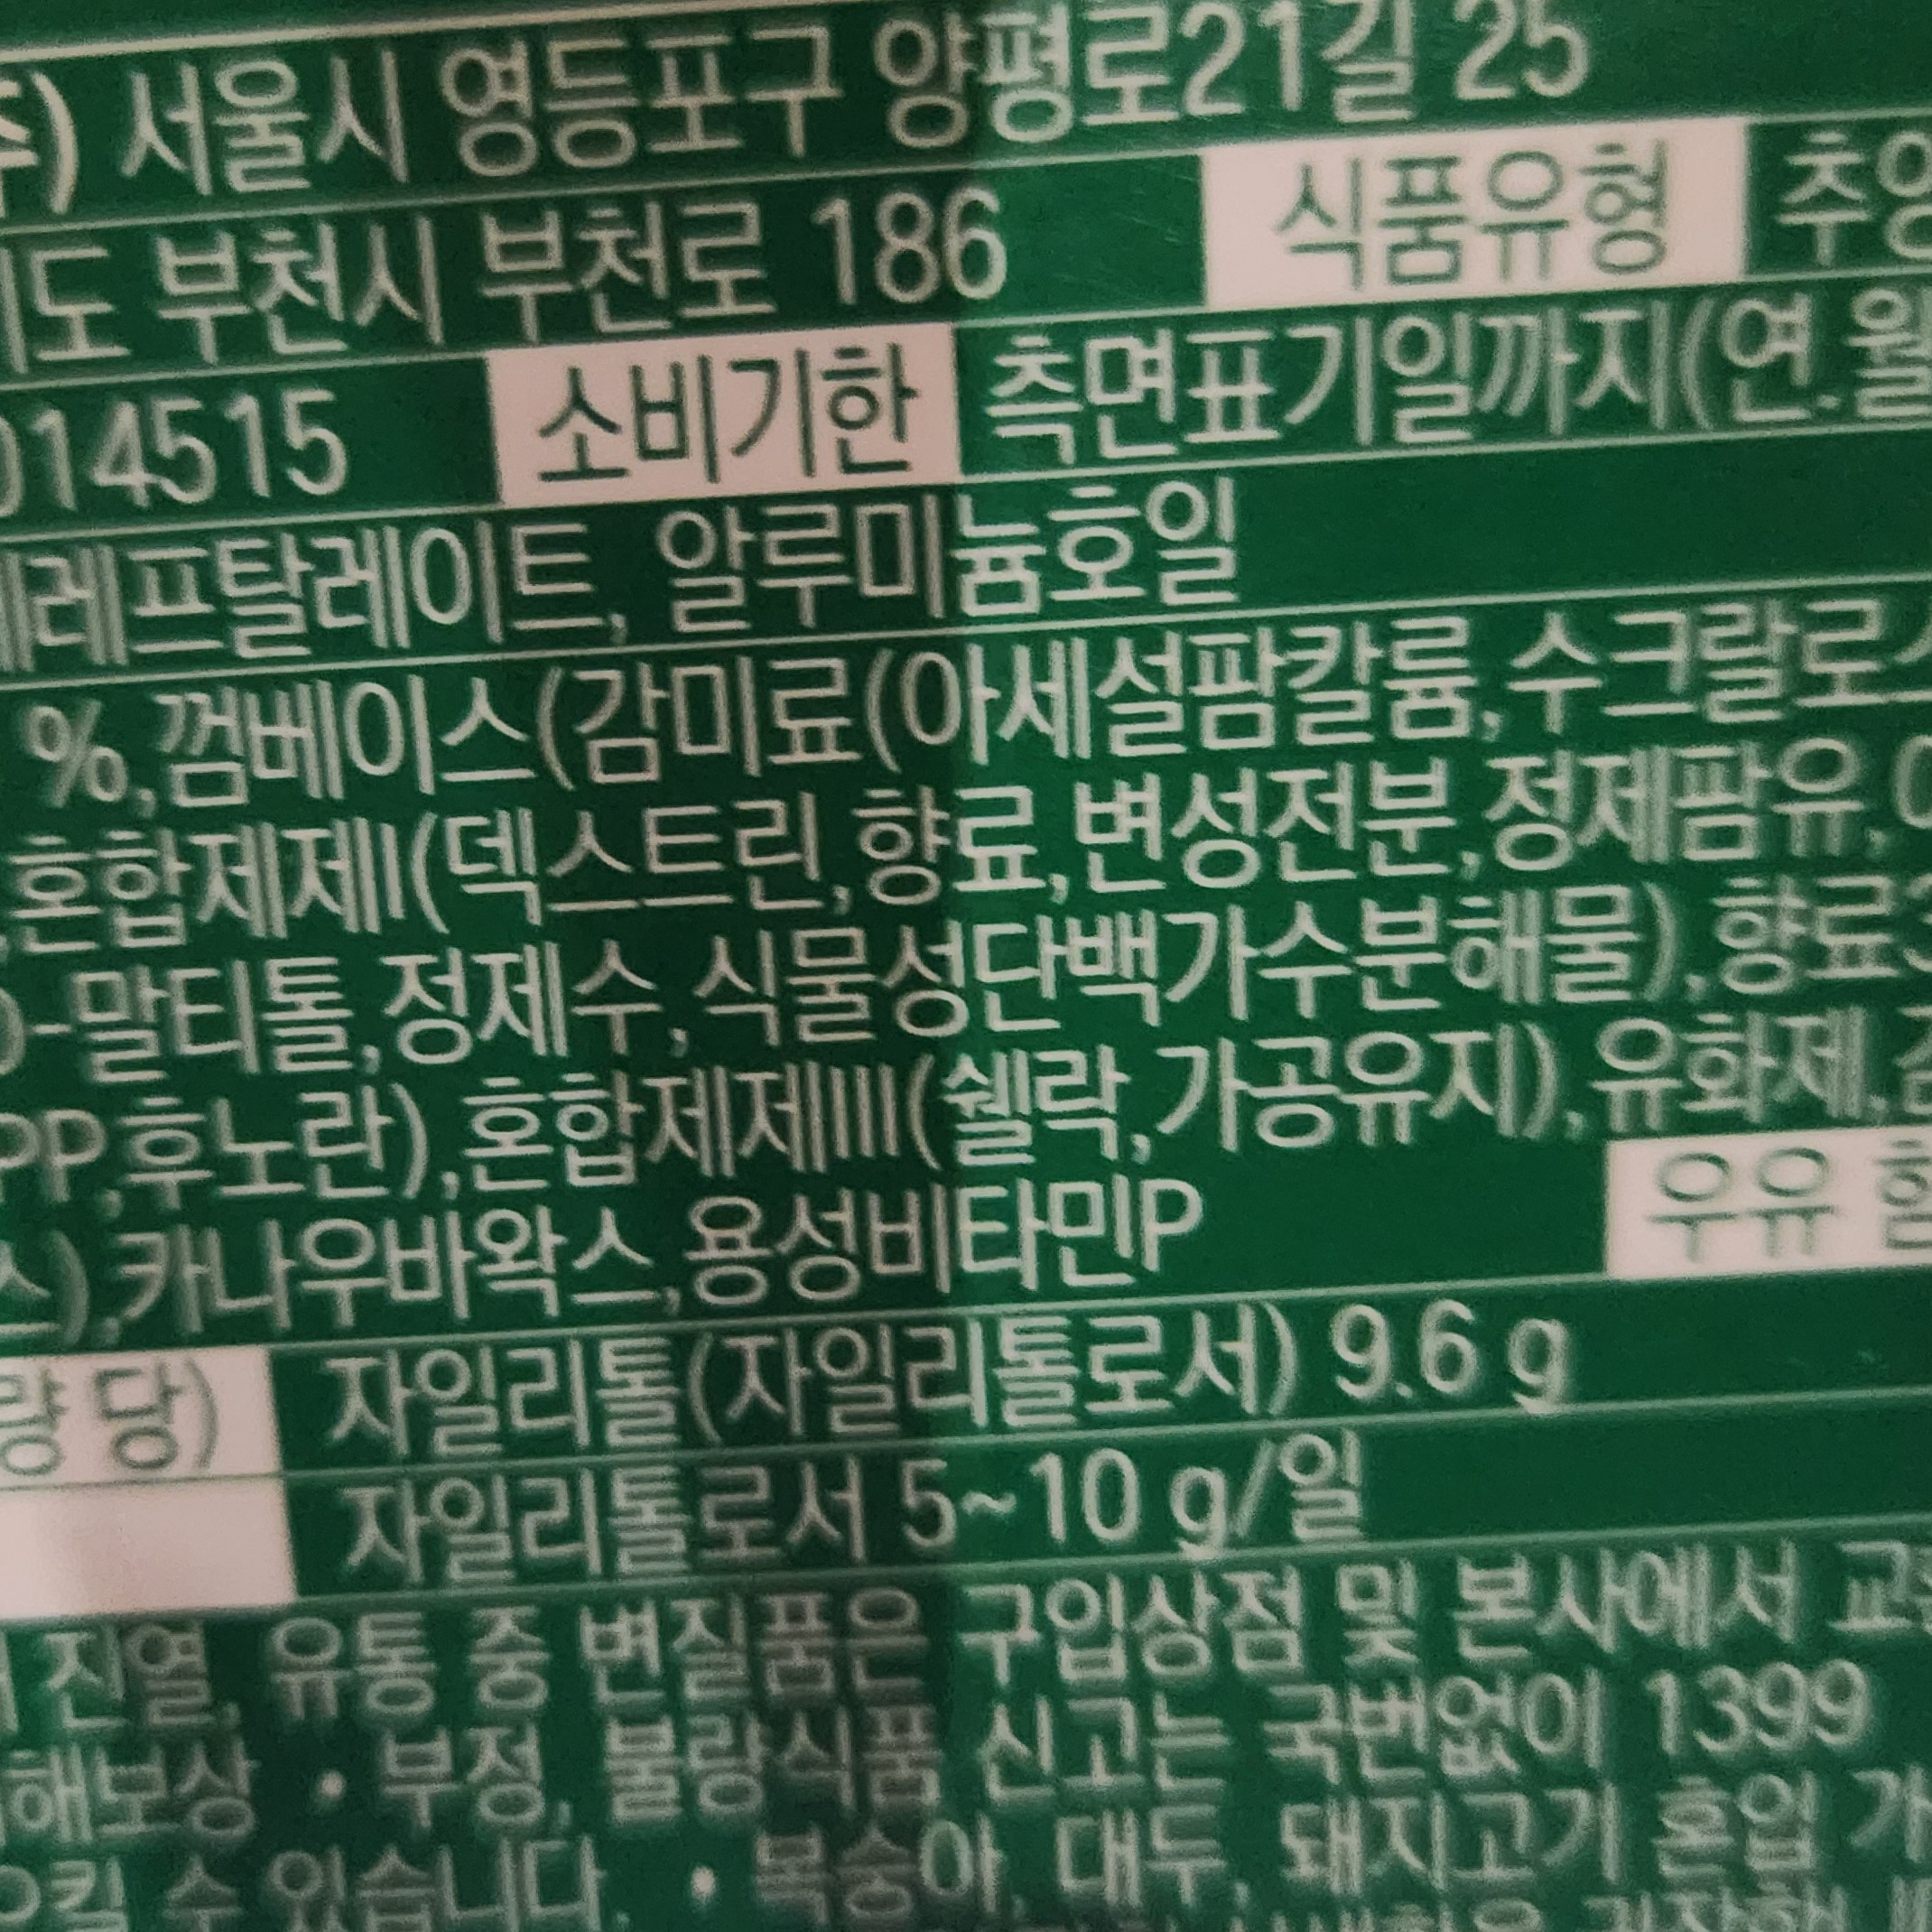 주) 서울시 영등포구 양평로21길 25
도 부천시 부천로 186 식품유형 추잉
014515 소비기한 측면표기일까지(연.월
레프탈레이트, 알루미늄호일
%,껌베이스(감미료(아세설팜칼륨,수크랄로스
혼합제제I(덱스트린,향료,변성전분,정제팜유,
)-말티톨,정제수,식물성단백가수분해물),향료3
PP,후노란),혼합제제III(쉘락,가공유지),유화제,
스),카나우바왁스,용성비타민P 우유 함
량 당) 자일리톨(자일리톨로서) 9.6 g
자일리톨로서 5~10 g/일
진열, 유통 중 변질품은 구입상점 및 본사에서 교
해보상 • 부정, 불량식품 신고는 국번없이 1399
으킬 수 있습니다. • 복숭아, 대두, 돼지고기 혼입 가